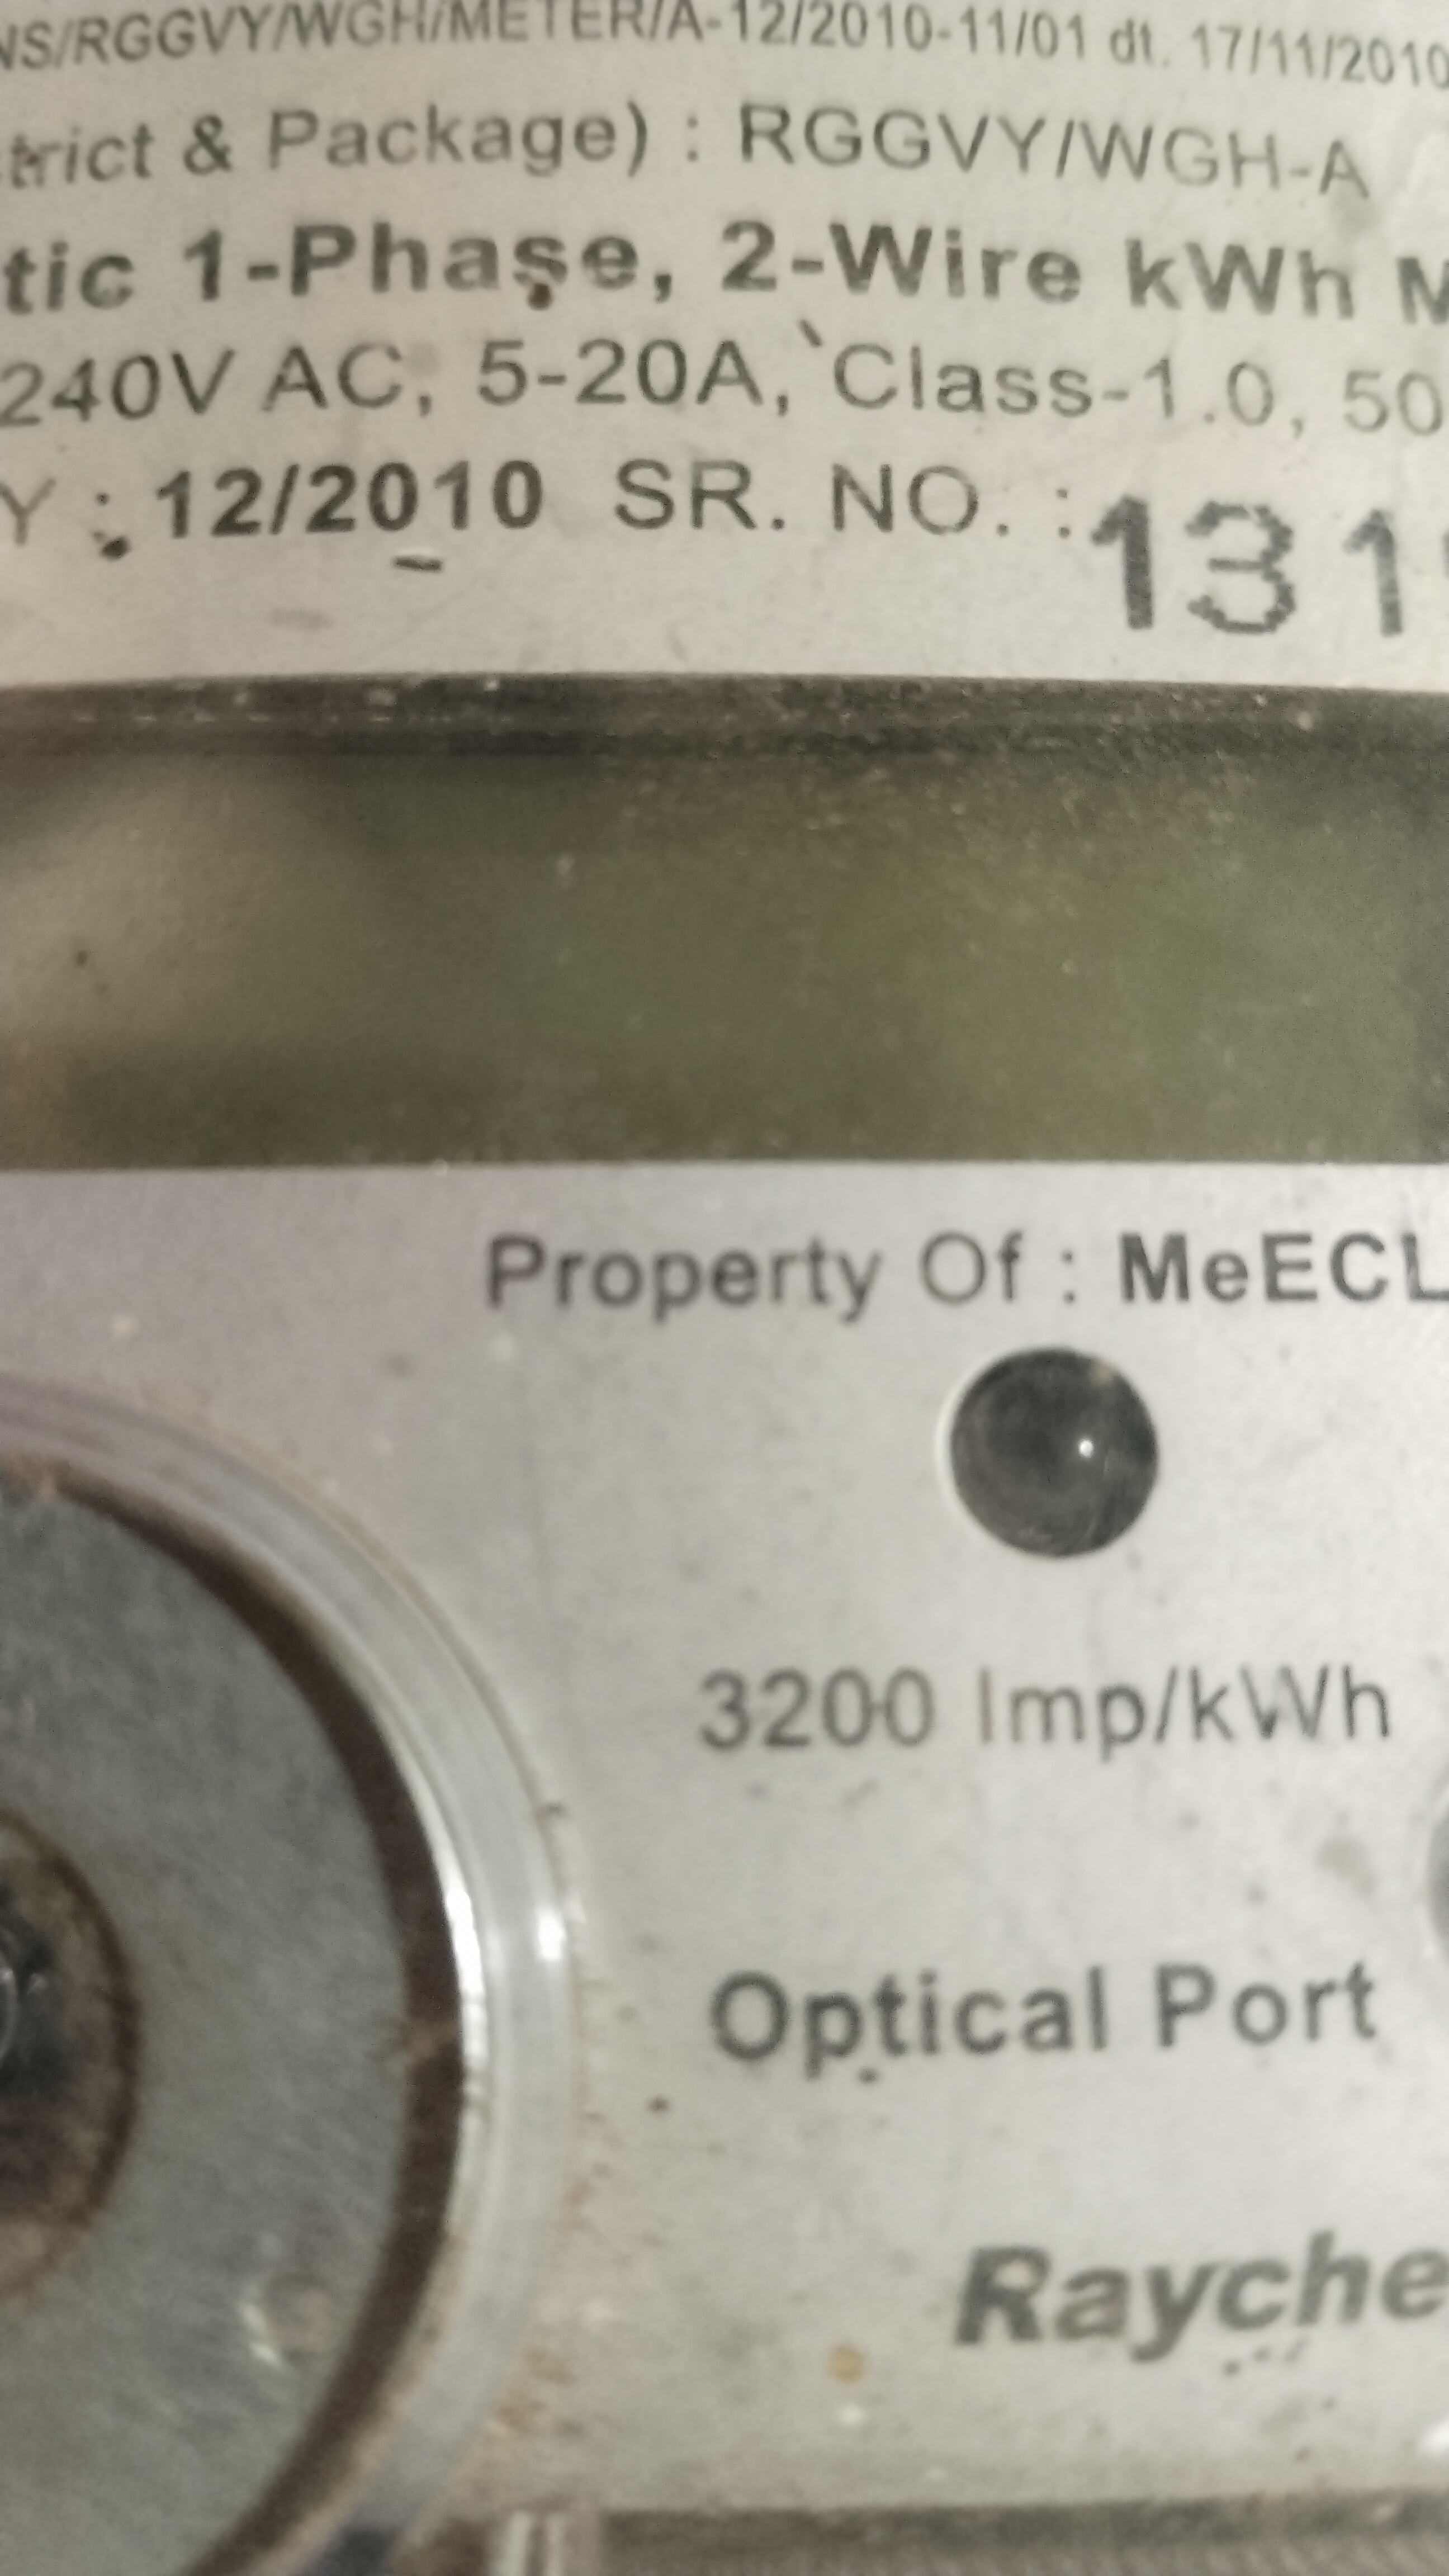 NS/RGGVY/WGH/METER/A-12/2010-11/01 dt. 17/11/2010
trict & Package) : RGGVY/WGH-A
tic 1-Phase, 2-Wire kWh M
240V AC, 5-20A, Class-1.0, 50
Y : 12/2010 SR. NO. : 131
Property Of : MeECL
3200 Imp/kWh
Optical Port
Rayche